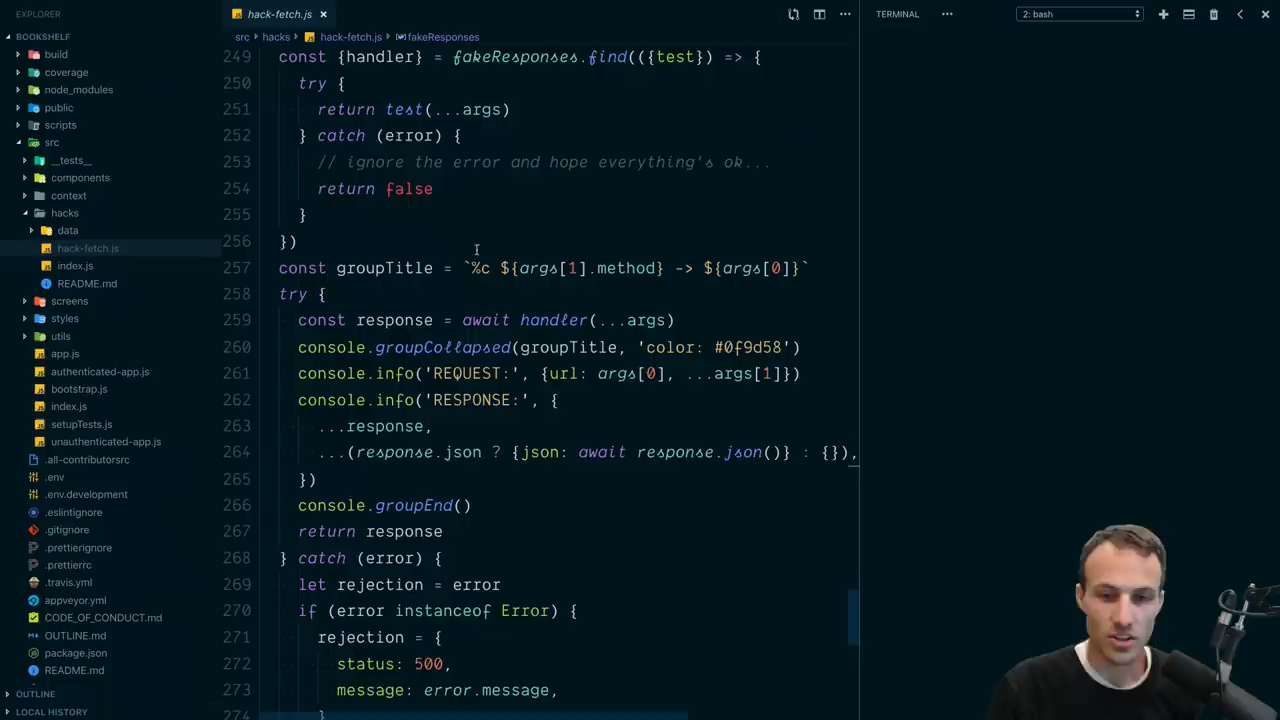 EXPLORER
BOOKSHELF
build
coverage
node_modules
public
scripts
src
__tests__
components
context
hacks
data
hack-fetch.js
index.js
README.md
screens
styles
utils
app.js
authenticated-app.js
bootstrap.js
index.js
setupTests.js
unauthenticated-app.js
.all-contributorsrc
.env
.env.development
.eslintignore
.gitignore
.prettierignore
.prettierrc
.travis.yml
appveyor.yml
CODE_OF_CONDUCT.md
OUTLINE.md
package.json
README.md
OUTLINE
LOCAL HISTORY
hack-fetch.js
src › hacks › hack-fetch.js › fakeResponses
249 const {handler} = fakeResponses.find(({test}) => {
250 try {
251 return test(...args)
252 } catch (error) {
253 // ignore the error and hope everything's ok...
254 return false
255 }
256 })
257 const groupTitle = `%c ${args[1].method} -> ${args[0]}`
258 try {
259 const response = await handler(...args)
260 console.groupCollapsed(groupTitle, 'color: #0f9d58')
261 console.info('REQUEST:', {url: args[0], ...args[1]})
262 console.info('RESPONSE:', {
263 ...response,
264 ...(response.json ? {json: await response.json()} : {}),
265 })
266 console.groupEnd()
267 return response
268 } catch (error) {
269 let rejection = error
270 if (error instanceof Error) {
271 rejection = {
272 status: 500,
273 message: error.message,
274 }
TERMINAL
2: bash